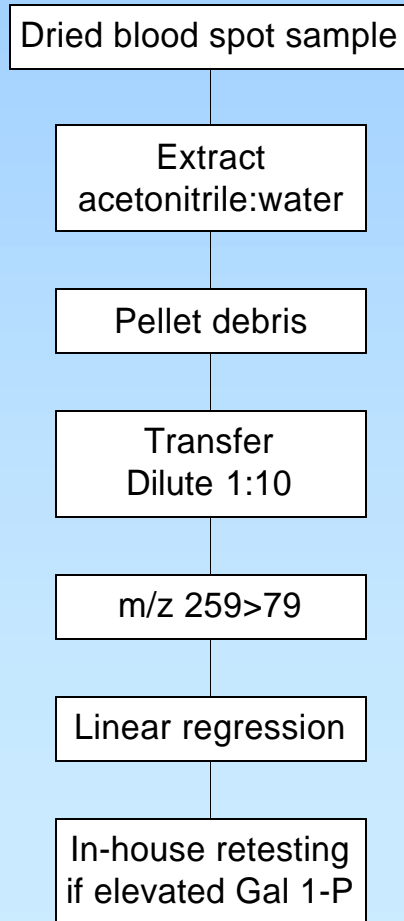 Dried blood spot sample
Extract
acetonitrile:water
Pellet debris
Transfer
Dilute 1:10
m/z 259>79
Linear regression
In-house retesting
if elevated Gal 1-P